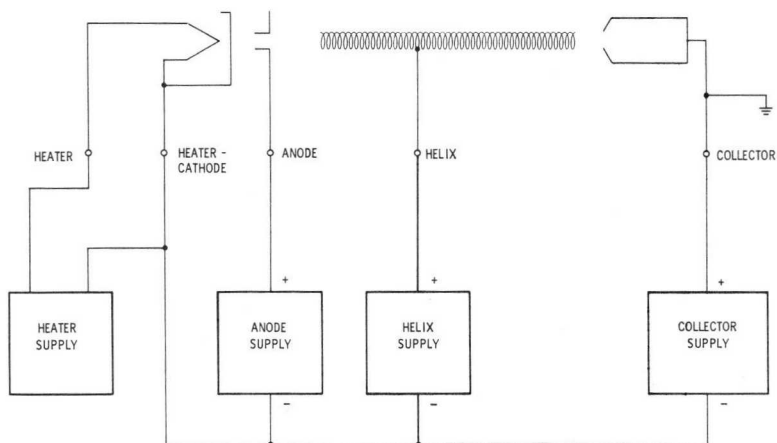 HEATER
HEATER -
CATHODE
ANODE
HELIX
COLLECTOR
+
+
+
HEATER
SUPPLY
ANODE
SUPPLY
HELIX
SUPPLY
COLLECTOR
SUPPLY
−
−
−